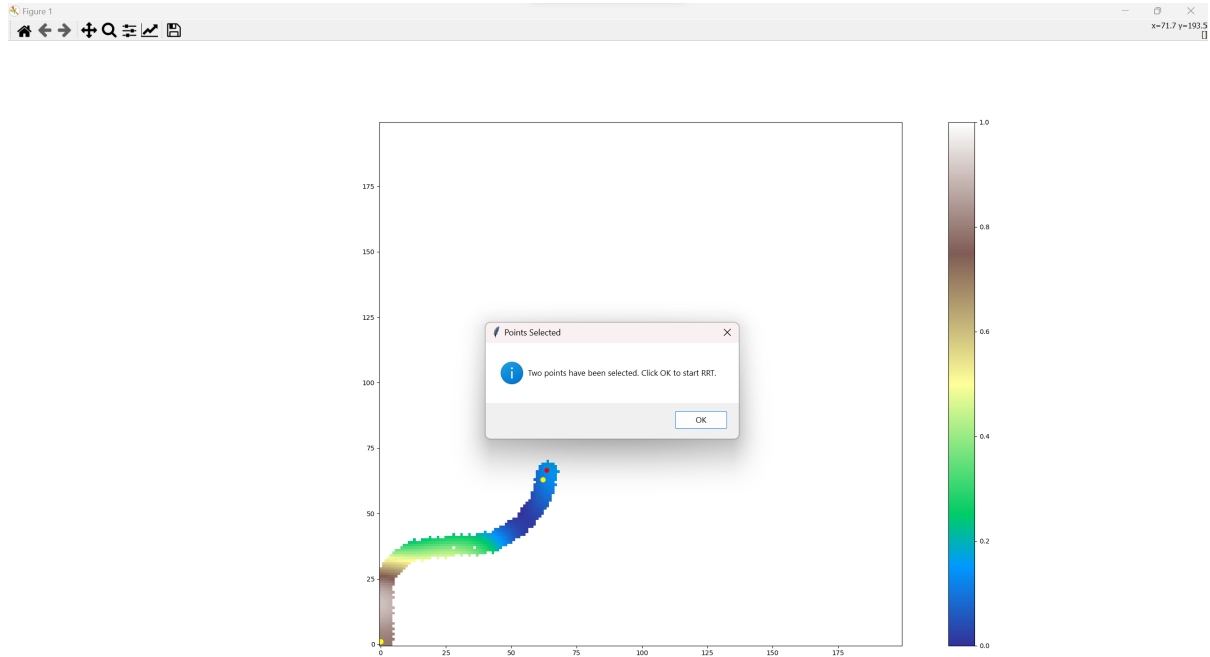 Figure 1
x=71.7 y=193.5
[]
175
150
125
100
75
50
25
0
0 25 50 75 100 125 150 175
1.0
0.8
0.6
0.4
0.2
0.0
Points Selected
Two points have been selected. Click OK to start RRT.
OK